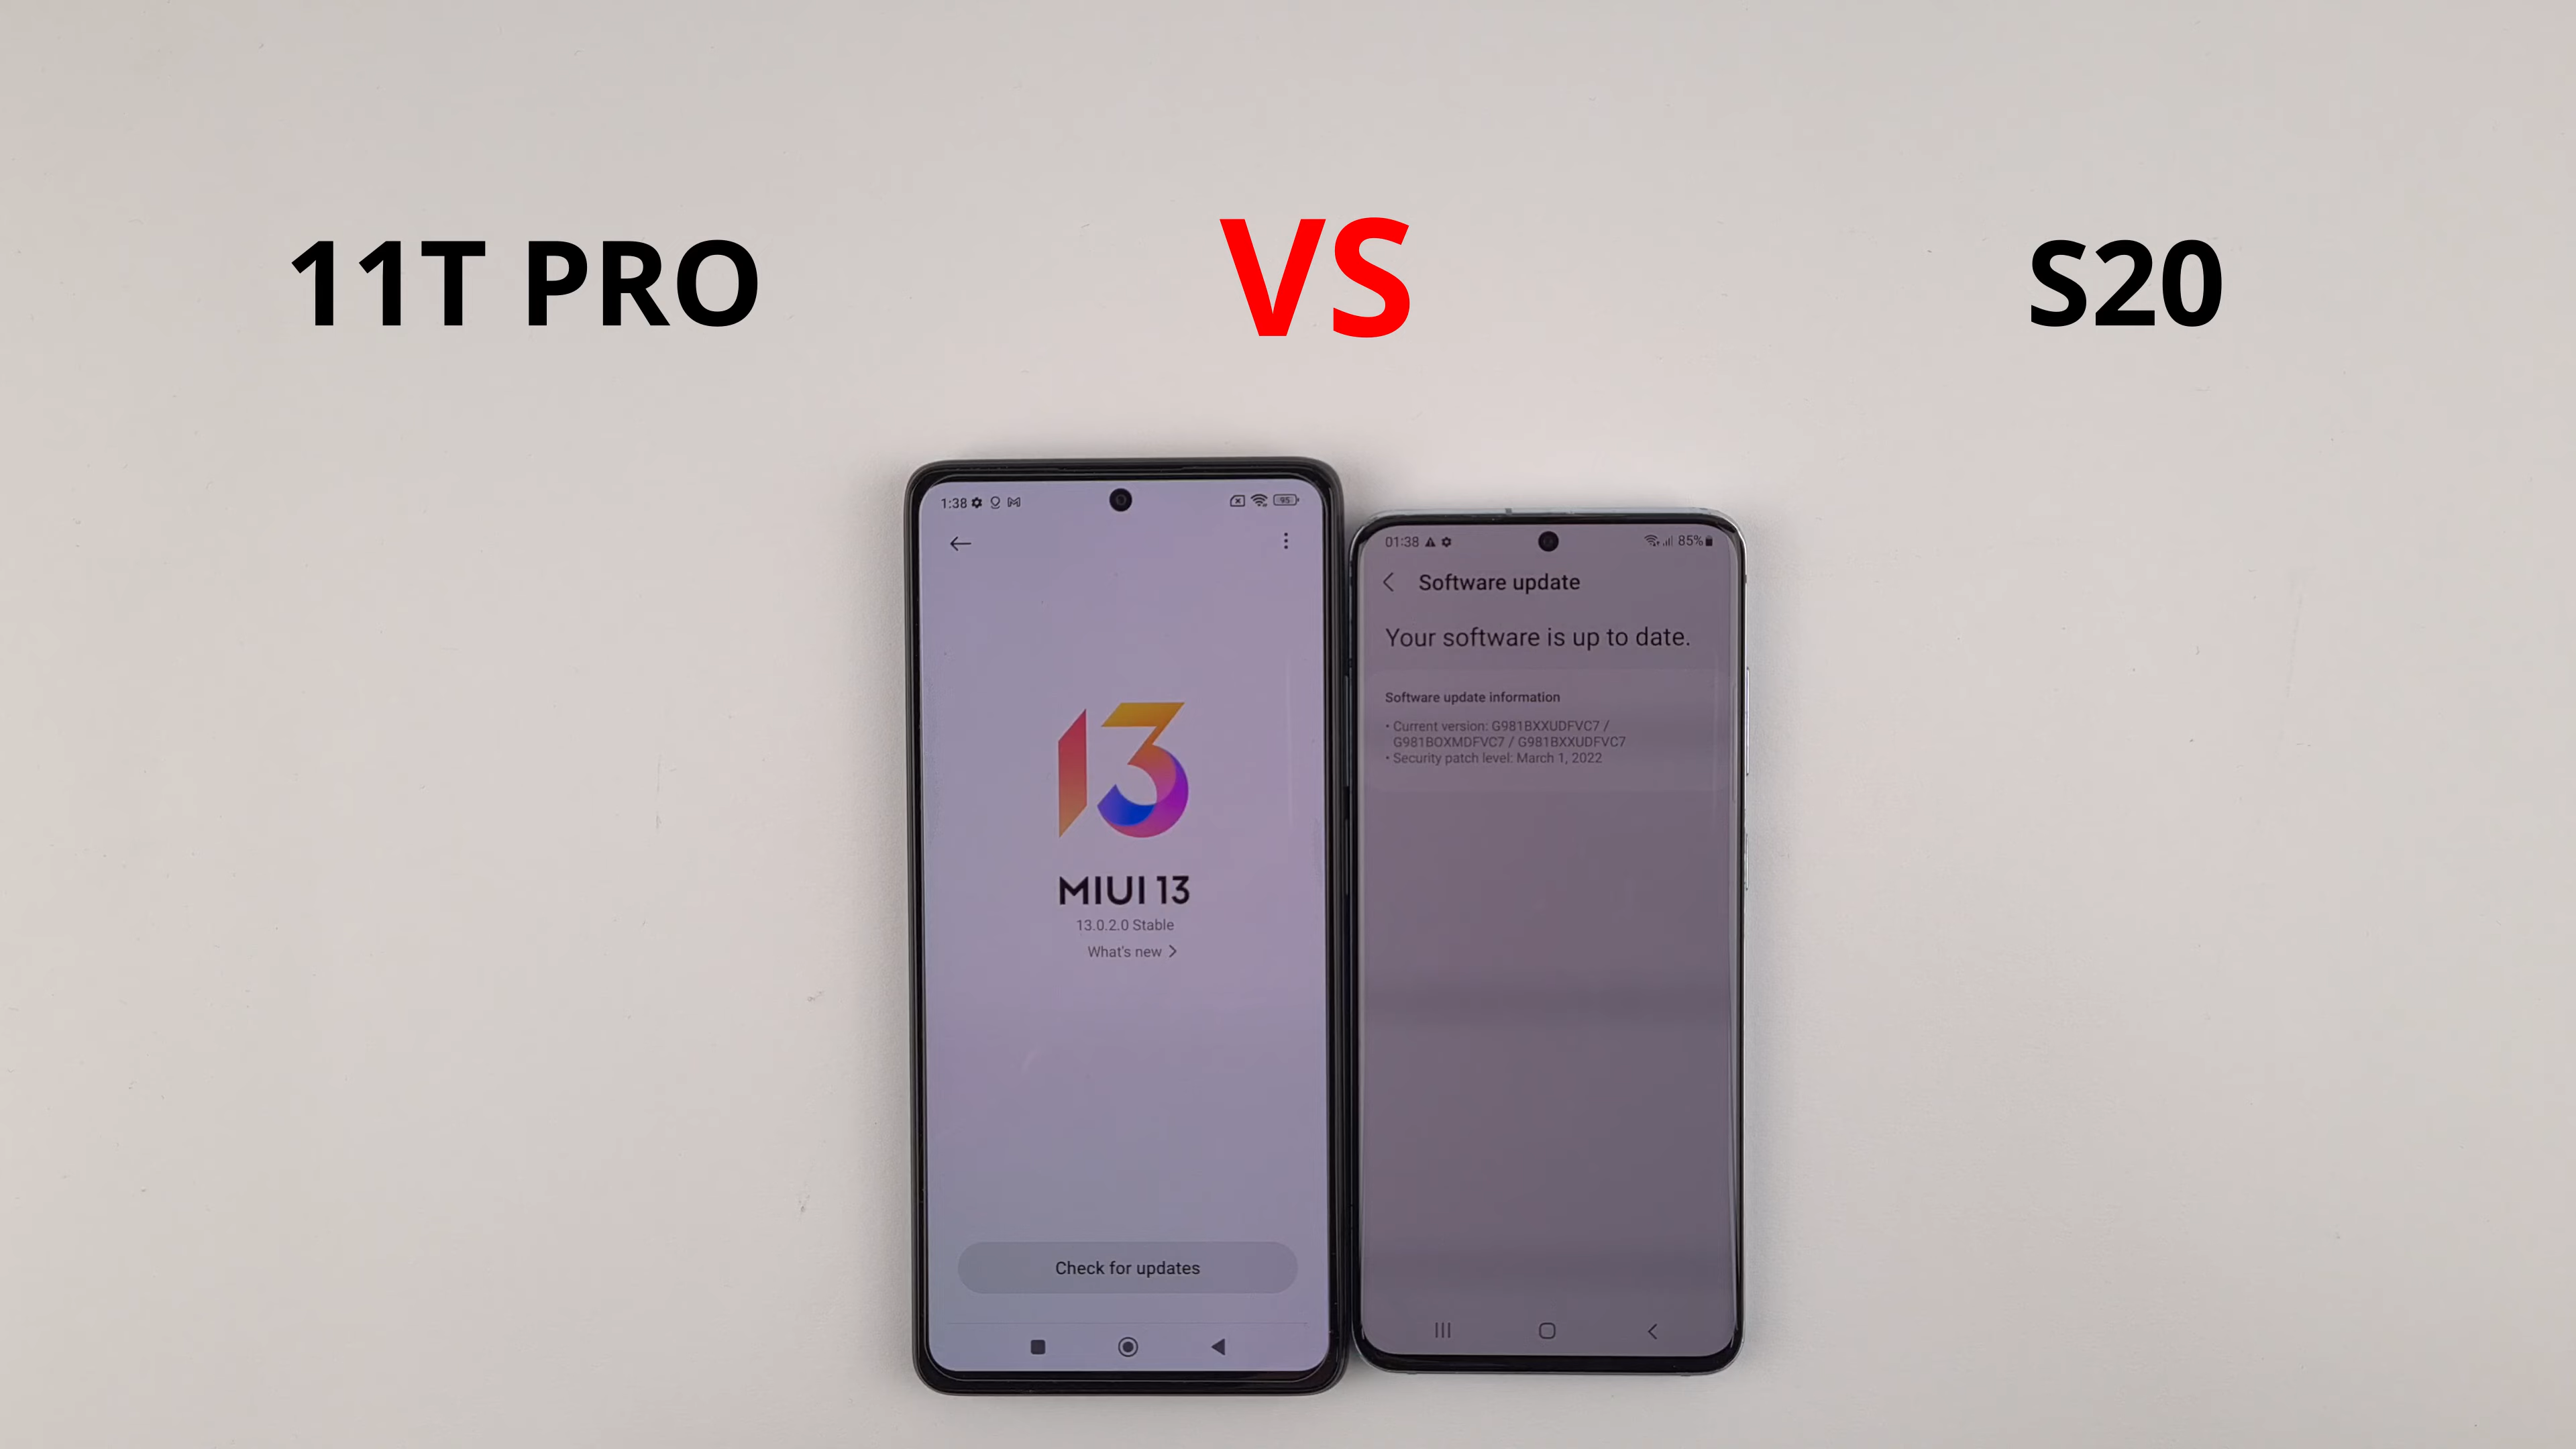 11T PRO VS S20
1:38
95
13
MIUI 13
13.0.2.0 Stable
What's new >
Check for updates
01:38
85%
Software update
Your software is up to date.
Software update information
• Current version: G981BXXUDFVC7 /
G981BOXMDFVC7 / G981BXXUDFVC7
• Security patch level: March 1, 2022